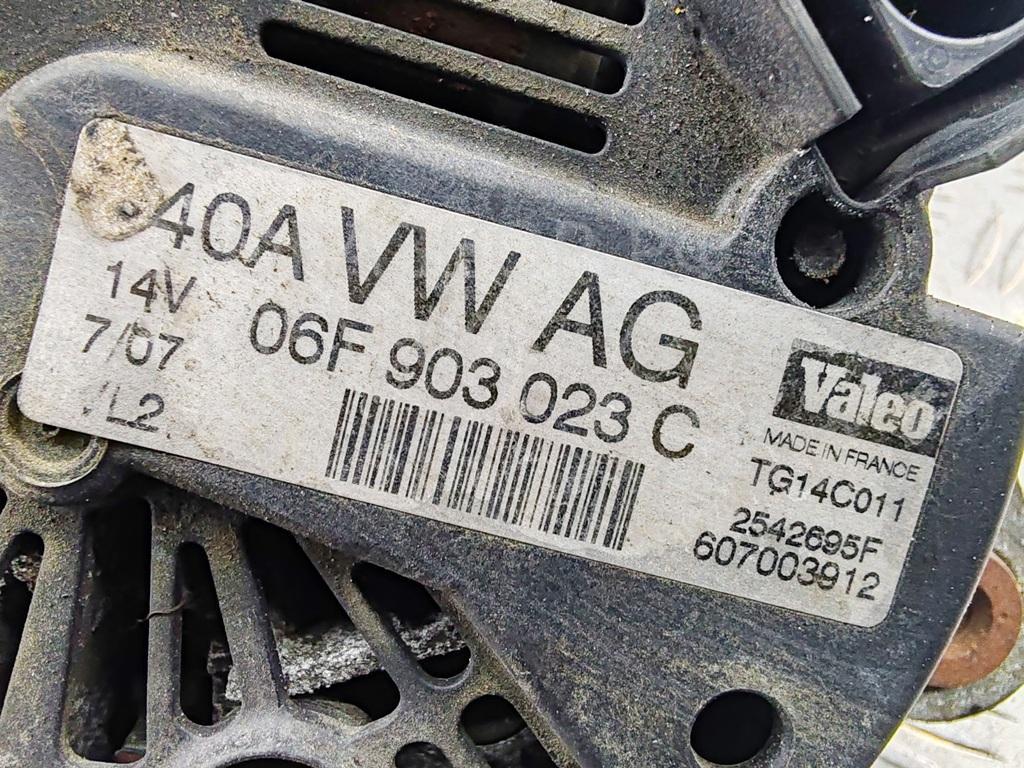 40A VW AG
14V 06F 903 023 C
7/07
/L2
Valeo
MADE IN FRANCE
TG14C011
2542695F
607003912